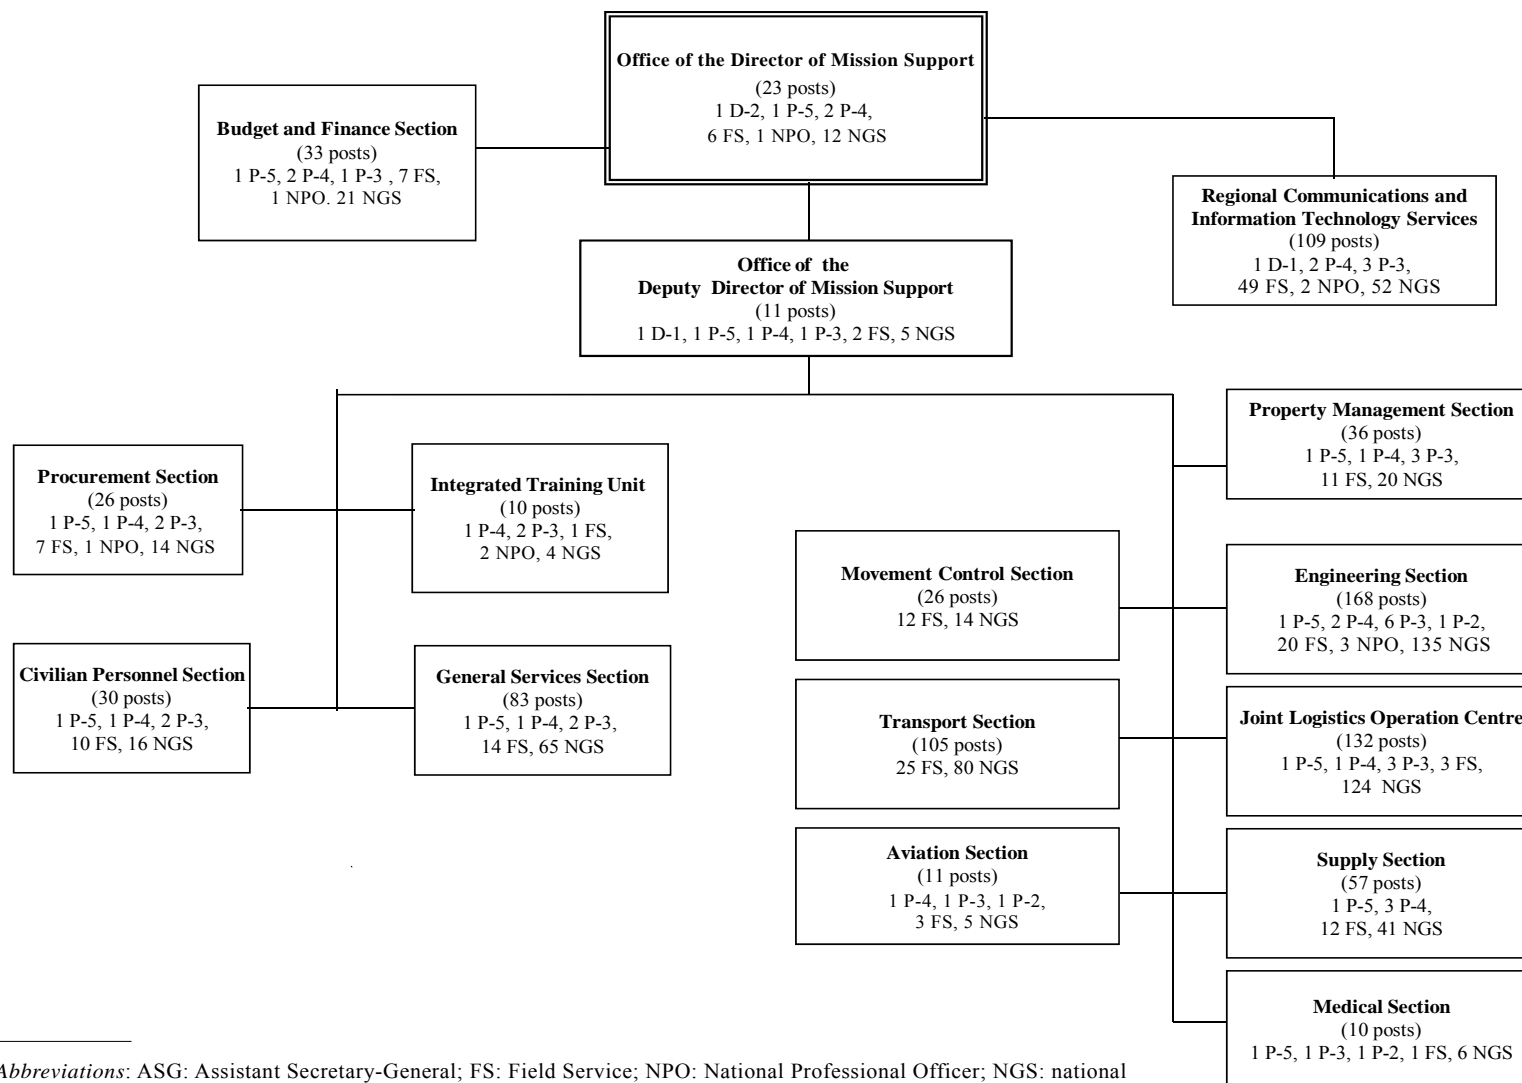 Office of the Director of Mission Support
(23 posts)
1 D-2, 1 P-5, 2 P-4,
6 FS, 1 NPO, 12 NGS
Budget and Finance Section
(33 posts)
1 P-5, 2 P-4, 1 P-3 , 7 FS,
1 NPO. 21 NGS
Regional Communications and
Information Technology Services
(109 posts)
1 D-1, 2 P-4, 3 P-3,
49 FS, 2 NPO, 52 NGS
Office of the
Deputy Director of Mission Support
(11 posts)
1 D-1, 1 P-5, 1 P-4, 1 P-3, 2 FS, 5 NGS
Procurement Section
(26 posts)
1 P-5, 1 P-4, 2 P-3,
7 FS, 1 NPO, 14 NGS
Integrated Training Unit
(10 posts)
1 P-4, 2 P-3, 1 FS,
2 NPO, 4 NGS
Civilian Personnel Section
(30 posts)
1 P-5, 1 P-4, 2 P-3,
10 FS, 16 NGS
General Services Section
(83 posts)
1 P-5, 1 P-4, 2 P-3,
14 FS, 65 NGS
Property Management Section
(36 posts)
1 P-5, 1 P-4, 3 P-3,
11 FS, 20 NGS
Movement Control Section
(26 posts)
12 FS, 14 NGS
Engineering Section
(168 posts)
1 P-5, 2 P-4, 6 P-3, 1 P-2,
20 FS, 3 NPO, 135 NGS
Transport Section
(105 posts)
25 FS, 80 NGS
Joint Logistics Operation Centre
(132 posts)
1 P-5, 1 P-4, 3 P-3, 3 FS,
124 NGS
Aviation Section
(11 posts)
1 P-4, 1 P-3, 1 P-2,
3 FS, 5 NGS
Supply Section
(57 posts)
1 P-5, 3 P-4,
12 FS, 41 NGS
Medical Section
(10 posts)
1 P-5, 1 P-3, 1 P-2, 1 FS, 6 NGS
Abbreviations: ASG: Assistant Secretary-General; FS: Field Service; NPO: National Professional Officer; NGS: national